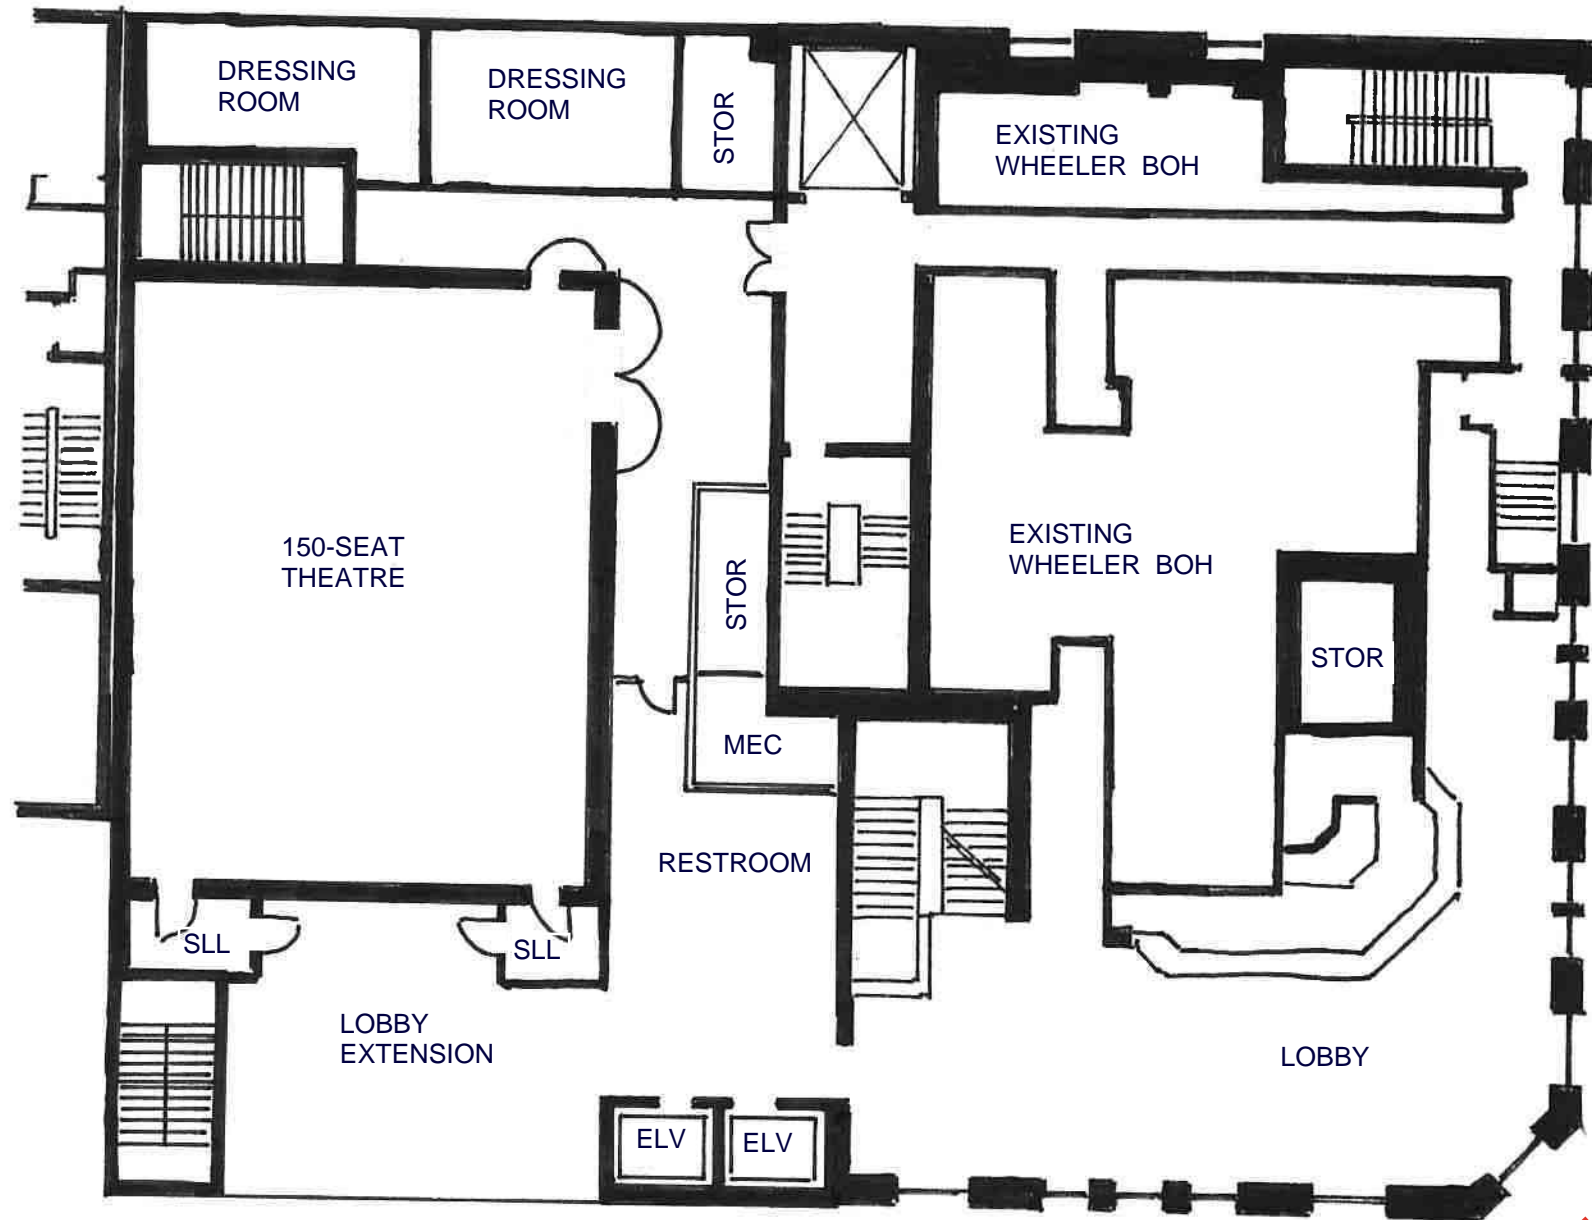 DRESSING
ROOM
DRESSING
ROOM
STOR
EXISTING
WHEELER BOH
150-SEAT
THEATRE
STOR
EXISTING
WHEELER BOH
STOR
MEC
RESTROOM
SLL
SLL
LOBBY
EXTENSION
LOBBY
ELV
ELV